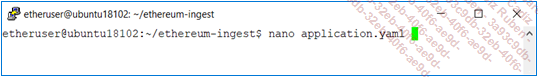 etheruser@ubuntu18102: ~/ethereum-ingest
etheruser@ubuntu18102:~/ethereum-ingest$ nano application.yaml